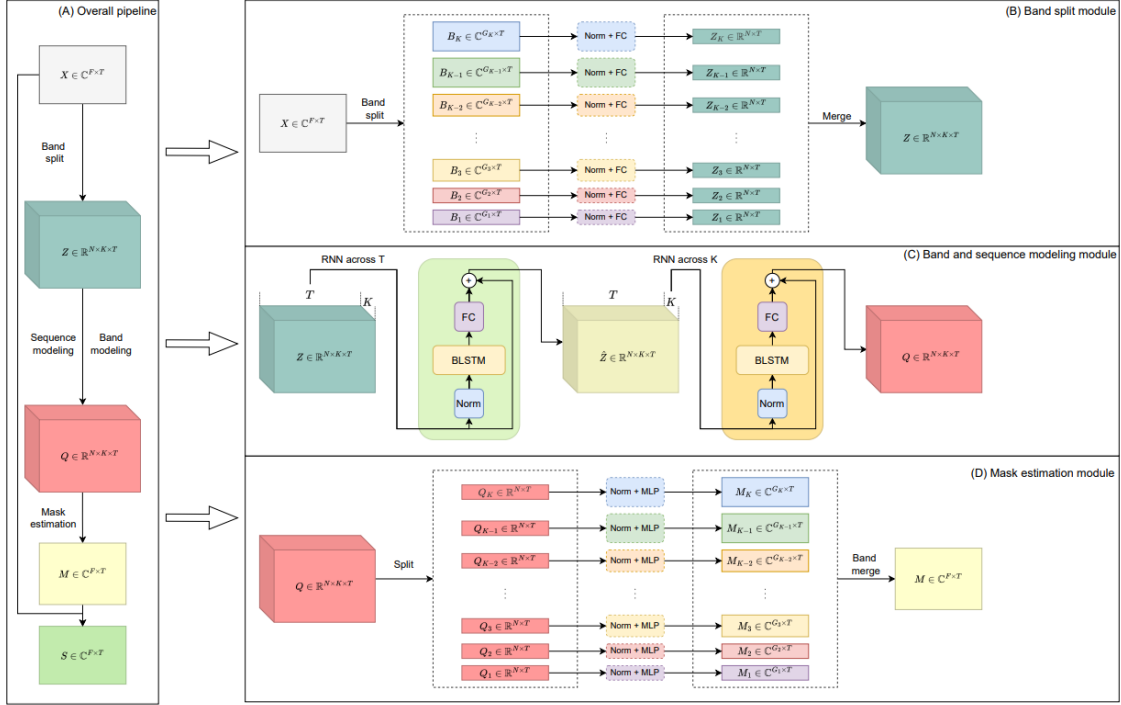 (A) Overall pipeline
X ∈ ℂ^{F×T}
Band
split
Z ∈ ℝ^{N×K×T}
Sequence
modeling
Band
modeling
Q ∈ ℝ^{N×K×T}
Mask
estimation
M ∈ ℂ^{F×T}
S ∈ ℂ^{F×T}
(B) Band split module
X ∈ ℂ^{F×T}
Band
split
B_K ∈ ℂ^{G_K×T} Norm + FC Z_K ∈ ℝ^{N×T}
B_{K-1} ∈ ℂ^{G_{K-1}×T} Norm + FC Z_{K-1} ∈ ℝ^{N×T}
B_{K-2} ∈ ℂ^{G_{K-2}×T} Norm + FC Z_{K-2} ∈ ℝ^{N×T}
⋮ ⋮ ⋮
B_3 ∈ ℂ^{G_3×T} Norm + FC Z_3 ∈ ℝ^{N×T}
B_2 ∈ ℂ^{G_2×T} Norm + FC Z_2 ∈ ℝ^{N×T}
B_1 ∈ ℂ^{G_1×T} Norm + FC Z_1 ∈ ℝ^{N×T}
Merge
Z ∈ ℝ^{N×K×T}
(C) Band and sequence modeling module
RNN across T
T
K
Z ∈ ℝ^{N×K×T}
+
FC
BLSTM
Norm
RNN across K
T
K
Ẑ ∈ ℝ^{N×K×T}
+
FC
BLSTM
Norm
Q ∈ ℝ^{N×K×T}
(D) Mask estimation module
Q ∈ ℝ^{N×K×T}
Split
Q_K ∈ ℝ^{N×T} Norm + MLP M_K ∈ ℂ^{G_K×T}
Q_{K-1} ∈ ℝ^{N×T} Norm + MLP M_{K-1} ∈ ℂ^{G_{K-1}×T}
Q_{K-2} ∈ ℝ^{N×T} Norm + MLP M_{K-2} ∈ ℂ^{G_{K-2}×T}
⋮ ⋮ ⋮
Q_3 ∈ ℝ^{N×T} Norm + MLP M_3 ∈ ℂ^{G_3×T}
Q_2 ∈ ℝ^{N×T} Norm + MLP M_2 ∈ ℂ^{G_2×T}
Q_1 ∈ ℝ^{N×T} Norm + MLP M_1 ∈ ℂ^{G_1×T}
Band
merge
M ∈ ℂ^{F×T}